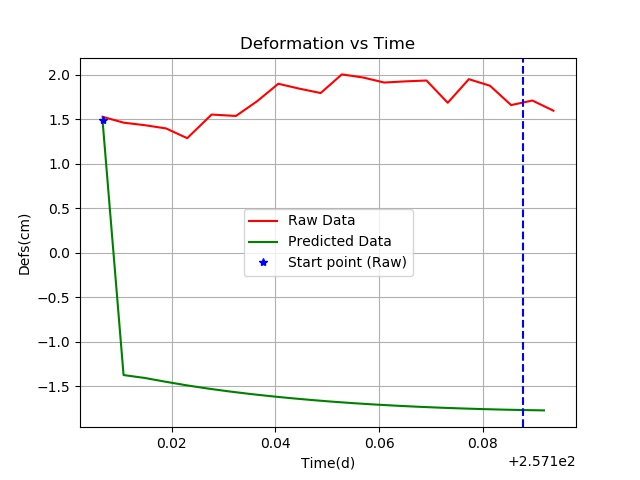 Deformation vs Time
2.0
1.5
1.0
0.5
0.0
−0.5
−1.0
−1.5
Defs(cm)
Raw Data
Predicted Data
Start point (Raw)
0.02 0.04 0.06 0.08
Time(d)
+2.571e2